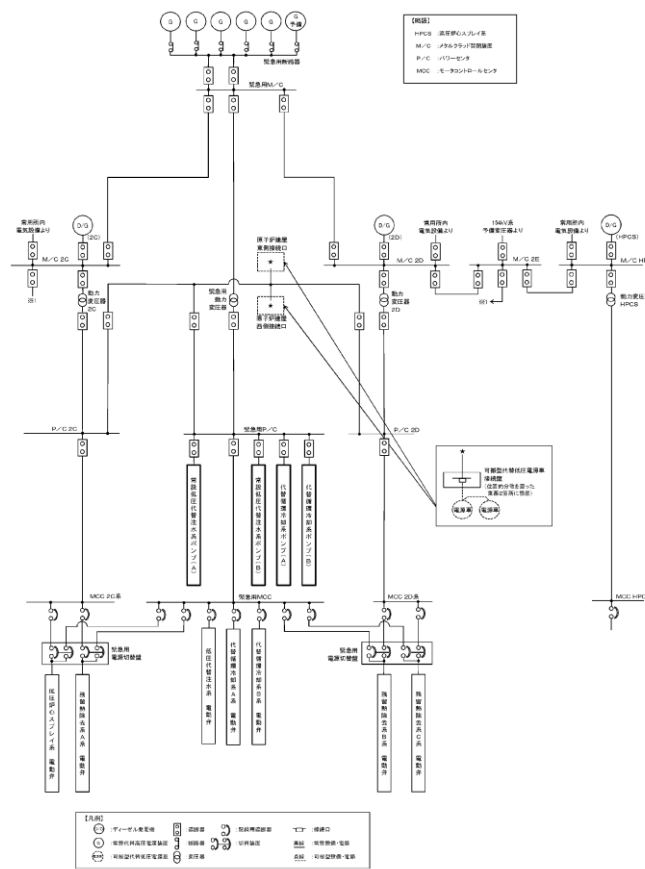 G
G
G
G
G
G
予備
緊急用断路器
緊急用M/C
【略語】
HPCS :高圧炉心スプレイ系
M/C :メタルクラッド型開閉装置
P/C :パワーセンタ
MCC :モータコントロールセンタ
常用所内
電気設備より
D/G
(2C)
M/C 2C
原子炉建屋
東側接続口
★
D/G
(2D)
M/C 2D
常用所内
電気設備より
154kV系
予備変圧器より
M/C 2E
常用所内
電気設備より
D/G
(HPCS)
M/C HP
動力
変圧器
2C
緊急用
動力
変圧器
★
原子炉建屋
西側接続口
動力
変圧器
2D
動力変圧
HPCS
P/C 2C
緊急用P/C
P/C 2D
常設低圧代替注水系ポンプ(A)
常設低圧代替注水系ポンプ(B)
代替循環冷却系ポンプ(A)
代替循環冷却系ポンプ(B)
★
可搬型代替低圧電源車
接続盤
電源車
電源車
MCC 2C系
緊急用MCC
MCC 2D系
MCC HPC
緊急用
電源切替盤
緊急用
電源切替盤
低圧炉心スプレイ系 電動弁
残留熱除去系A系 電動弁
低圧代替注水系 電動弁
代替循環冷却系A系 電動弁
代替循環冷却系B系 電動弁
残留熱除去系B系 電動弁
残留熱除去系C系 電動弁
【凡例】
D/G :ディーゼル発電機
:遮断器
:配線用遮断器
:接続口
G :常設代替高圧電源装置
:断路器
:切替装置
:常設設備・電路
電源車 :可搬型代替低圧電源車
:変圧器
:可搬型設備・電路